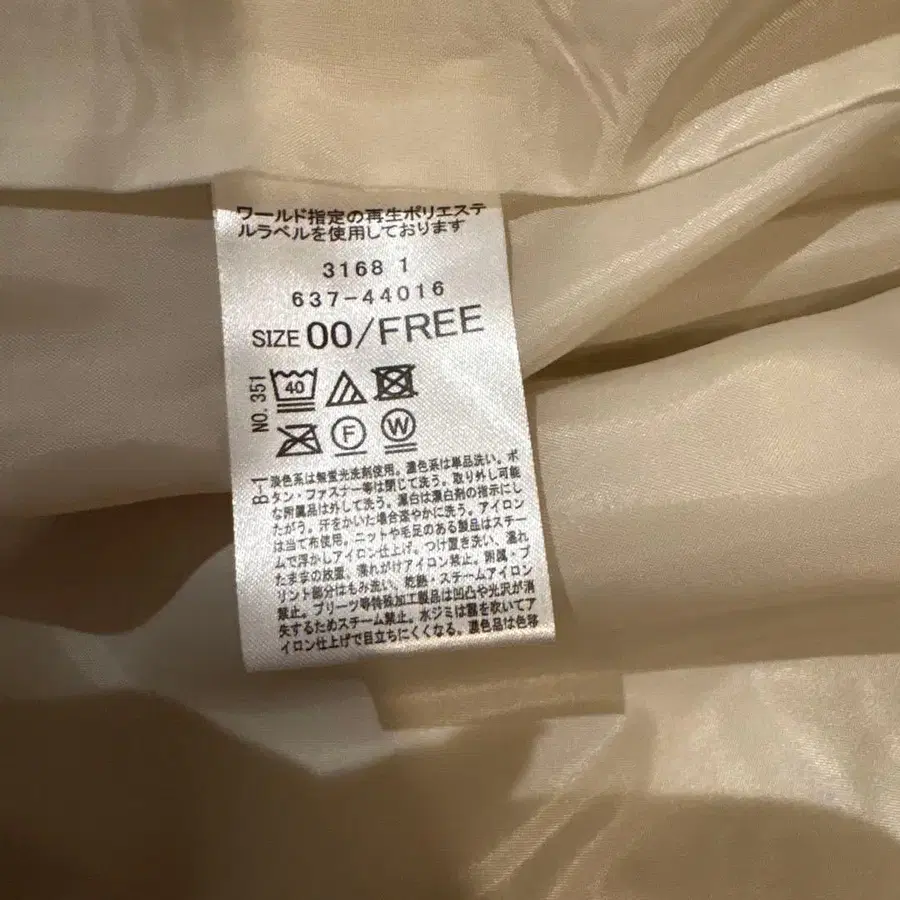 ワールド指定の再生ポリエステ
ルラベルを使用しております
3168 1
637-44016
SIZE 00/FREE
NO. 351
40
F
W
B-1
淡色系は無蛍光洗剤使用。濃色系は単品洗い。ボ
タン・ファスナー等は閉じて洗う。取り外し可能
な附属品は外して洗う。漂白は漂白剤の指示にし
たがう。汗をかいた場合速やかに洗う。アイロン
は当て布使用。ニットや毛足のある製品はスチー
ムで浮かしアイロン仕上げ。つけ置き洗い、濡れ
たままの放置、濡れがけアイロン禁止。附属・プ
リント部分はもみ洗い、乾熱・スチームアイロン
禁止。プリーツ等特殊加工製品は凹凸や光沢が消
失するためスチーム禁止。水ジミは霧を吹いてア
イロン仕上げで目立ちにくくなる。濃色品は色移